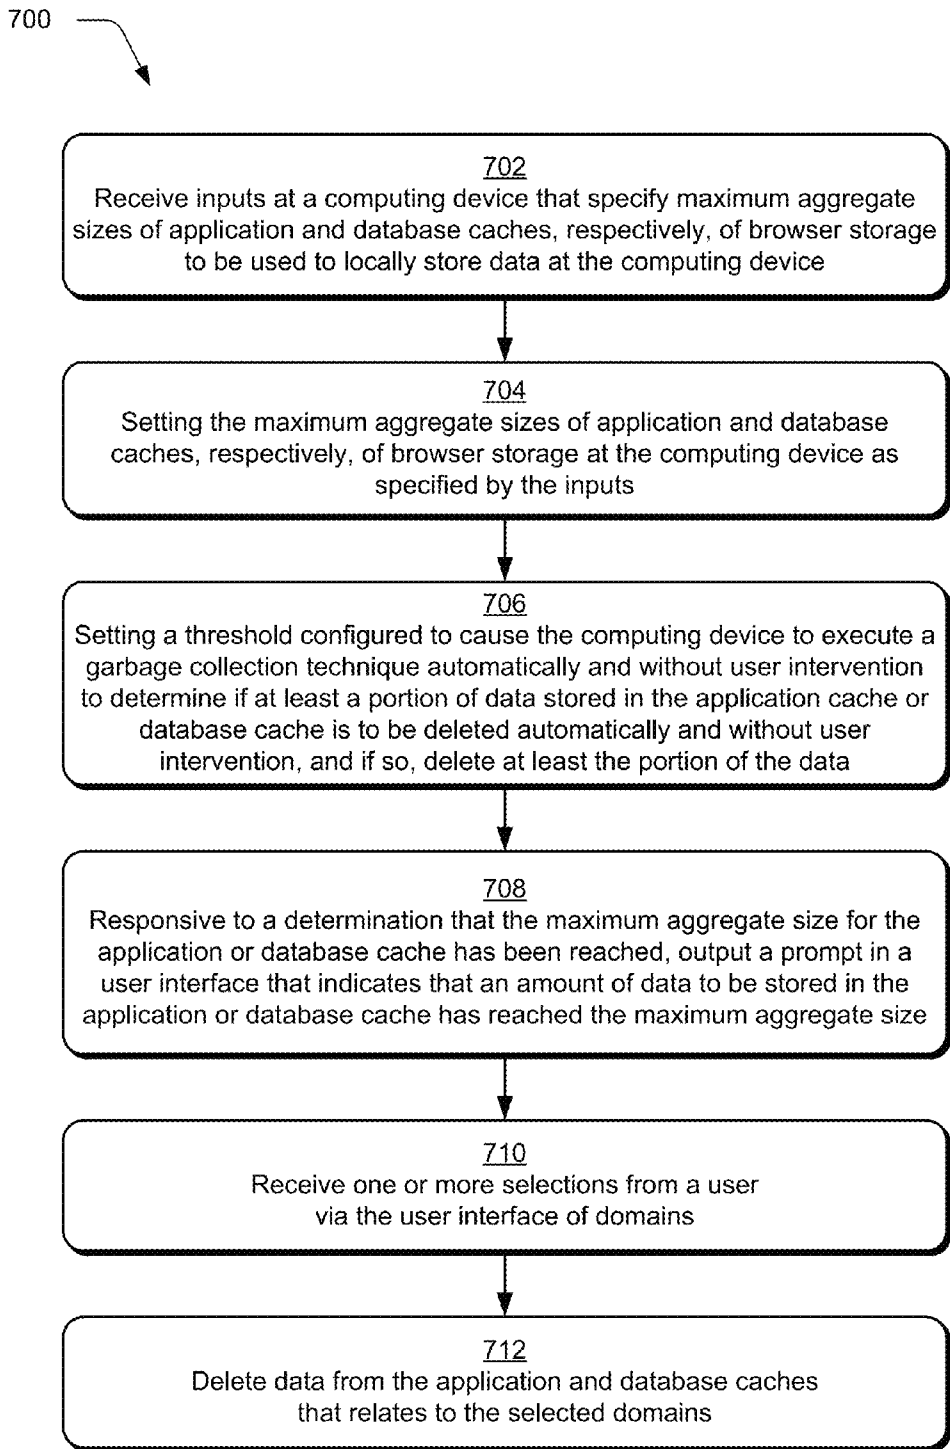 700
702
Receive inputs at a computing device that specify maximum aggregate
sizes of application and database caches, respectively, of browser storage
to be used to locally store data at the computing device
704
Setting the maximum aggregate sizes of application and database
caches, respectively, of browser storage at the computing device as
specified by the inputs
706
Setting a threshold configured to cause the computing device to execute a
garbage collection technique automatically and without user intervention
to determine if at least a portion of data stored in the application cache or
database cache is to be deleted automatically and without user
intervention, and if so, delete at least the portion of the data
708
Responsive to a determination that the maximum aggregate size for the
application or database cache has been reached, output a prompt in a
user interface that indicates that an amount of data to be stored in the
application or database cache has reached the maximum aggregate size
710
Receive one or more selections from a user
via the user interface of domains
712
Delete data from the application and database caches
that relates to the selected domains